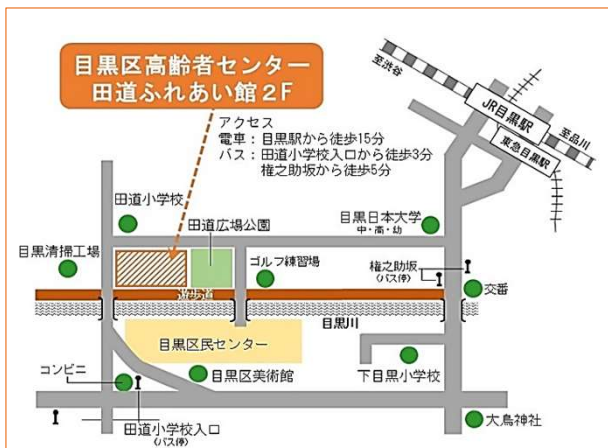 目黒区高齢者センター
田道ふれあい館2F
アクセス
電車：目黒駅から徒歩15分
バス：田道小学校入口から徒歩3分
権之助坂から徒歩5分
至渋谷
JR目黒駅
至品川
東急目黒駅
田道小学校
田道広場公園
目黒日本大学
中・高・幼
目黒清掃工場
ゴルフ練習場
権之助坂
(バス停)
交番
遊歩道
目黒川
目黒区民センター
コンビニ
目黒区美術館
下目黒小学校
田道小学校入口
(バス停)
大鳥神社